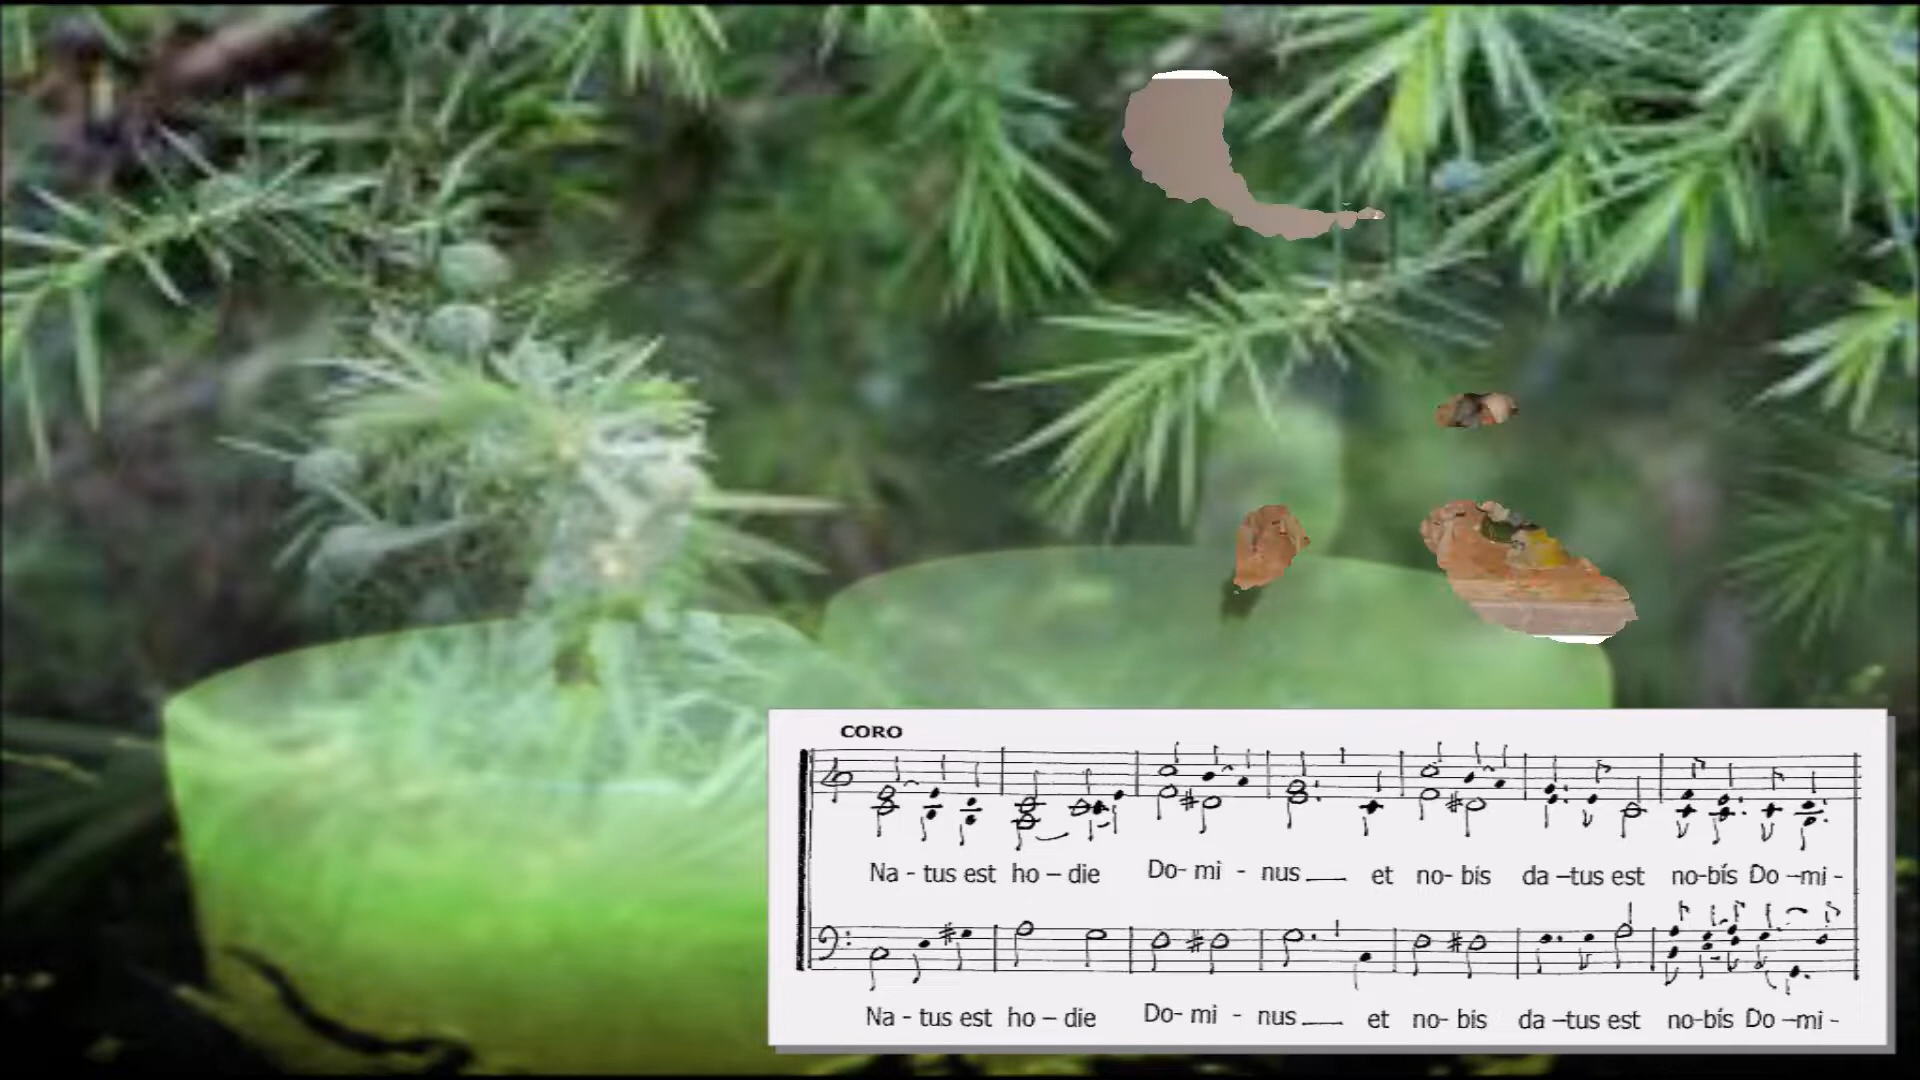 CORO
Na - tus est ho – die Do- mi - nus et no- bis da –tus est no-bís Do –mi-
Na - tus est ho – die Do- mi - nus et no- bis da –tus est no-bís Do –mi-